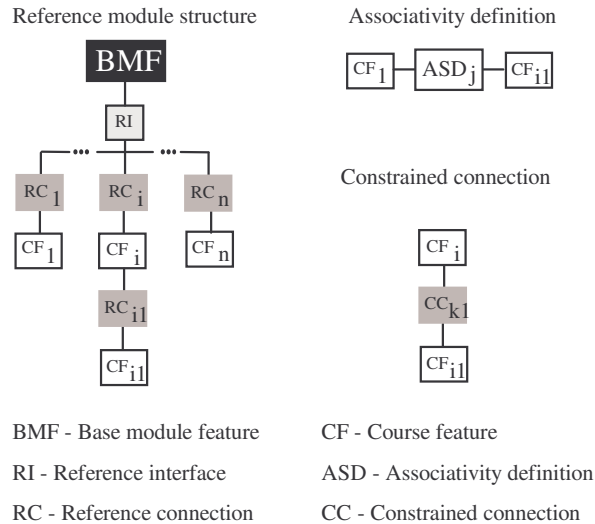 Reference module structure
Associativity definition
BMF
CF1 ASDj CFi1
RI
... ...
RC1 RCi RCn
Constrained connection
CF1 CFi CFn
CFi
RCi1
CCk1
CFi1
CFi1
BMF - Base module feature
CF - Course feature
RI - Reference interface
ASD - Associativity definition
RC - Reference connection
CC - Constrained connection